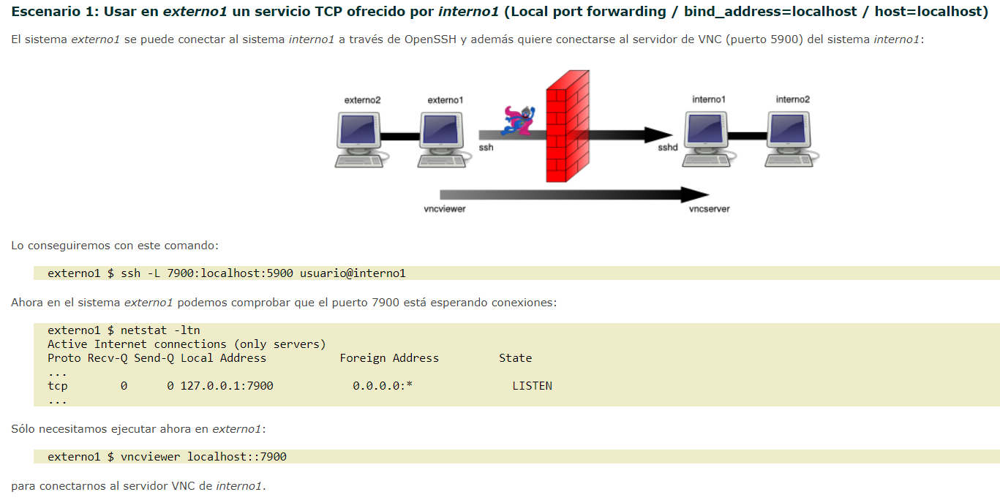 Escenario 1: Usar en externo1 un servicio TCP ofrecido por interno1 (Local port forwarding / bind_address=localhost / host=localhost)
El sistema externo1 se puede conectar al sistema interno1 a través de OpenSSH y además quiere conectarse al servidor de VNC (puerto 5900) del sistema interno1:
externo2 externo1 interno1 interno2
ssh sshd
vncviewer vncserver
Lo conseguiremos con este comando:
externo1 $ ssh -L 7900:localhost:5900 usuario@interno1
Ahora en el sistema externo1 podemos comprobar que el puerto 7900 está esperando conexiones:
externo1 $ netstat -ltn
Active Internet connections (only servers)
Proto Recv-Q Send-Q Local Address Foreign Address State
...
tcp 0 0 127.0.0.1:7900 0.0.0.0:* LISTEN
...
Sólo necesitamos ejecutar ahora en externo1:
externo1 $ vncviewer localhost::7900
para conectarnos al servidor VNC de interno1.